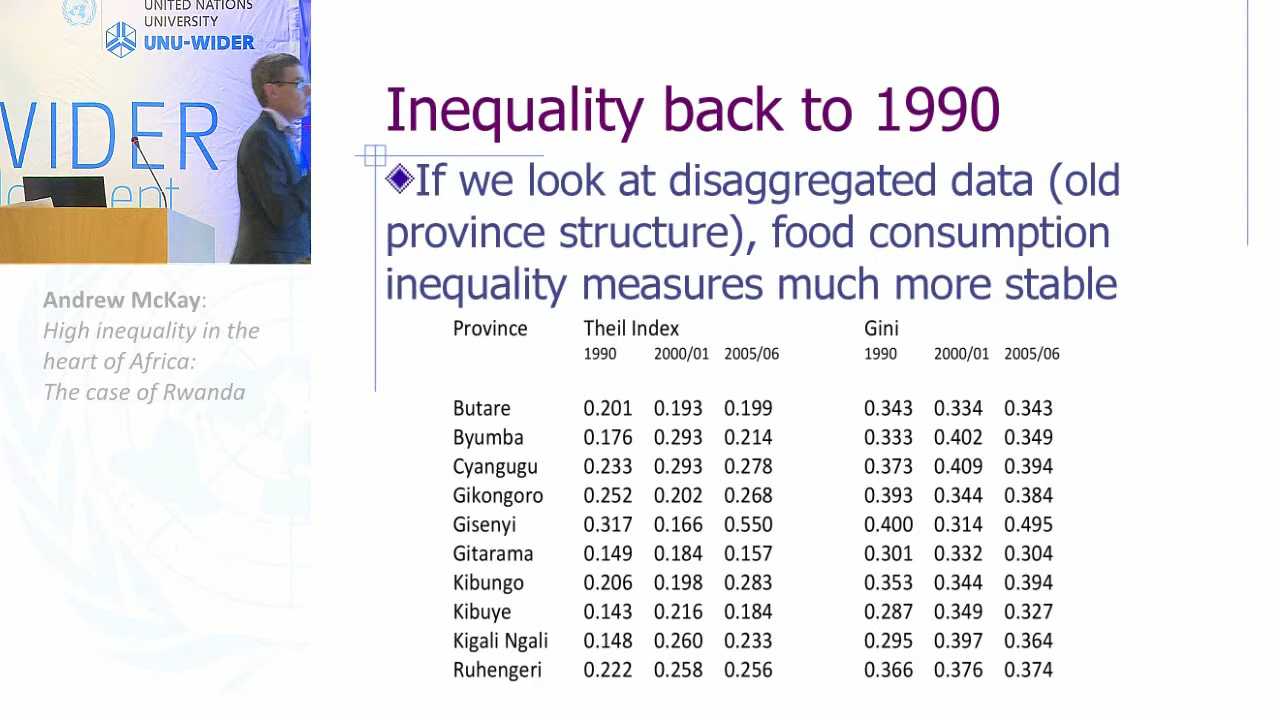 UNITED NATIONS
UNIVERSITY
UNU-WIDER
WIDER
ent
Andrew McKay:
High inequality in the
heart of Africa:
The case of Rwanda
Inequality back to 1990
If we look at disaggregated data (old
province structure), food consumption
inequality measures much more stable
Province Theil Index Gini
1990 2000/01 2005/06 1990 2000/01 2005/06
Butare 0.201 0.193 0.199 0.343 0.334 0.343
Byumba 0.176 0.293 0.214 0.333 0.402 0.349
Cyangugu 0.233 0.293 0.278 0.373 0.409 0.394
Gikongoro 0.252 0.202 0.268 0.393 0.344 0.384
Gisenyi 0.317 0.166 0.550 0.400 0.314 0.495
Gitarama 0.149 0.184 0.157 0.301 0.332 0.304
Kibungo 0.206 0.198 0.283 0.353 0.344 0.394
Kibuye 0.143 0.216 0.184 0.287 0.349 0.327
Kigali Ngali 0.148 0.260 0.233 0.295 0.397 0.364
Ruhengeri 0.222 0.258 0.256 0.366 0.376 0.374